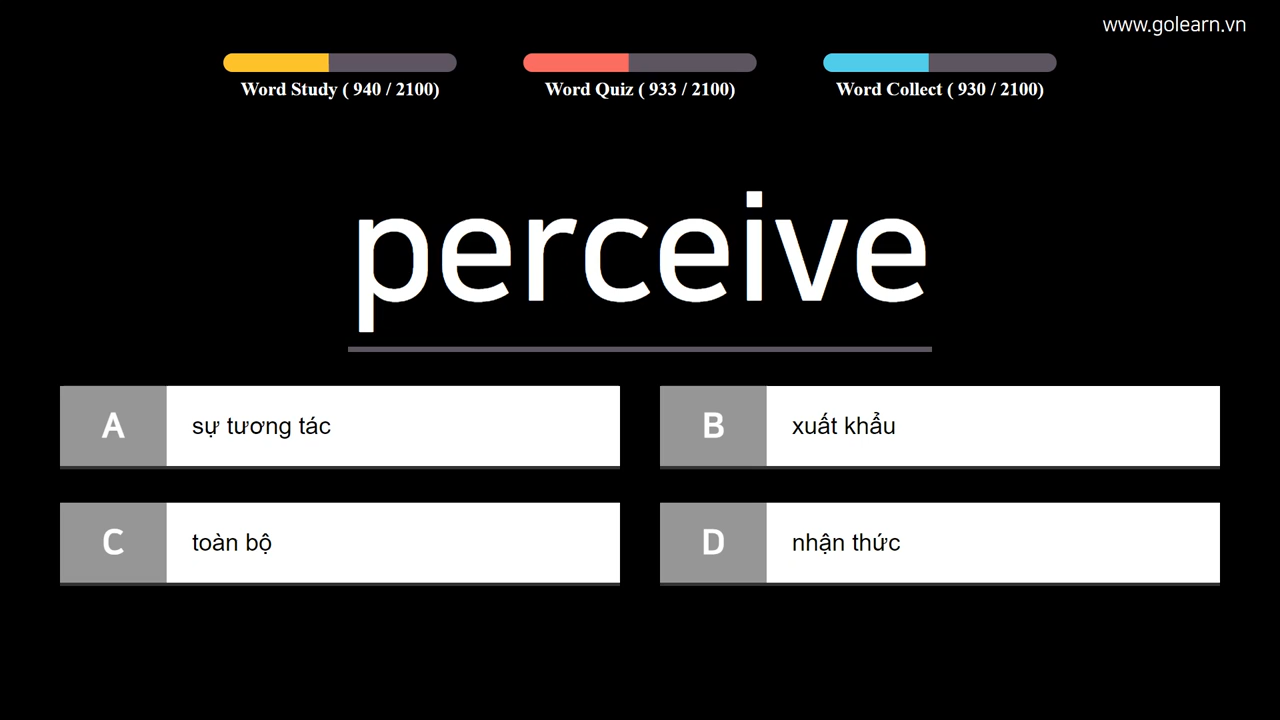 www.golearn.vn
Word Study ( 940 / 2100)
Word Quiz ( 933 / 2100)
Word Collect ( 930 / 2100)
perceive
A
sự tương tác
B
xuất khẩu
C
toàn bộ
D
nhận thức